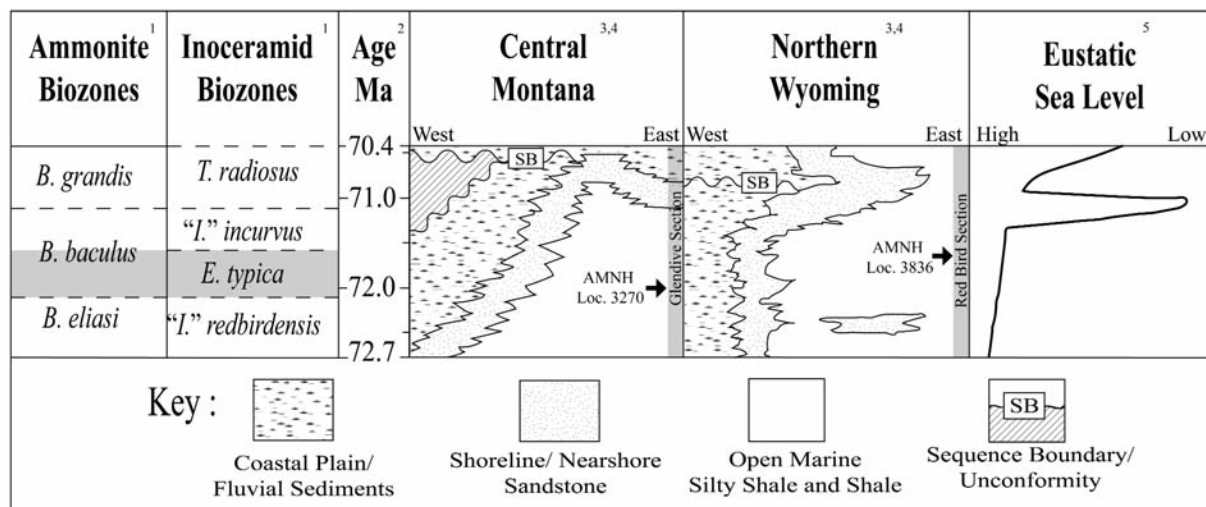 Ammonite 1
Biozones
Inoceramid 1
Biozones
Age 2
Ma
Central 3,4
Montana
Northern 3,4
Wyoming
Eustatic 5
Sea Level
West East
West East
High Low
70.4
71.0
72.0
72.7
B. grandis
B. baculus
B. eliasi
T. radiosus
“I.” incurvus
E. typica
“I.” redbirdensis
SB
AMNH
Loc. 3270
Glendive Section
SB
AMNH
Loc. 3836
Red Bird Section
Key :
Coastal Plain/
Fluvial Sediments
Shoreline/ Nearshore
Sandstone
Open Marine
Silty Shale and Shale
SB
Sequence Boundary/
Unconformity